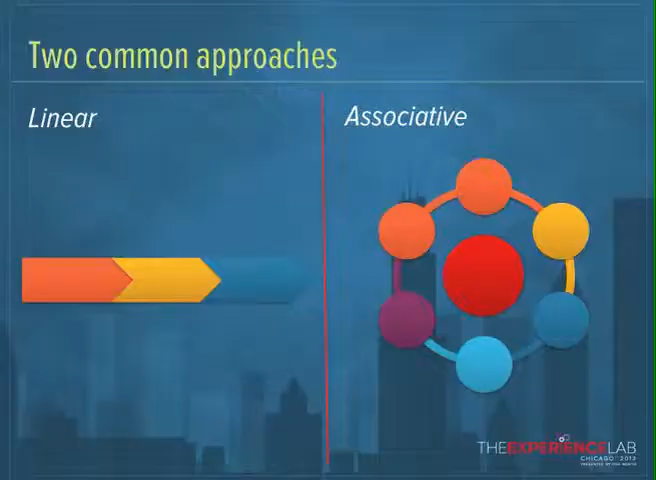 Two common approaches
Linear
Associative
THEEXPERIENCELAB
CHICAGO 2013